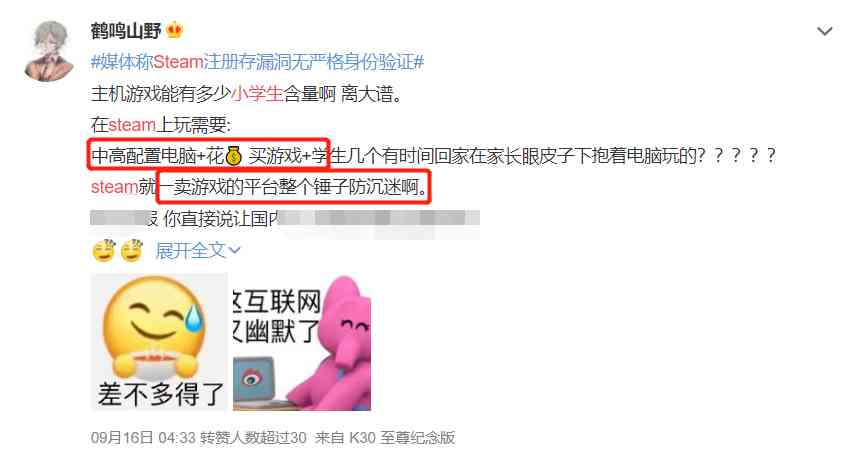 鹤鸣山野
#媒体称Steam注册存漏洞无严格身份验证#
主机游戏能有多少小学生含量啊 离大谱。
在steam上玩需要:
中高配置电脑+花💰 买游戏+学生几个有时间回家在家长眼皮子下抱着电脑玩的？？？？？
steam就一卖游戏的平台整个锤子防沉迷啊。
你直接说让国内
展开全文
差不多得了
互联网
幽默了
09月16日 04:33 转赞人数超过30 来自 K30 至尊纪念版